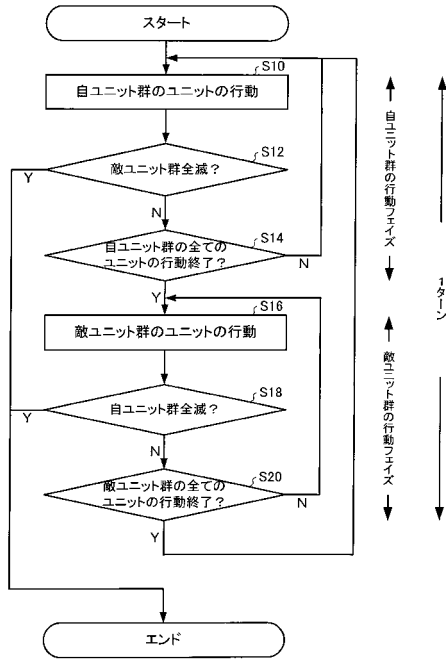 スタート
S10
自ユニット群のユニットの行動
S12
敵ユニット群全滅？
Y
N
S14
自ユニット群の全ての
ユニットの行動終了？
N
Y
S16
敵ユニット群のユニットの行動
S18
自ユニット群全滅？
Y
N
S20
敵ユニット群の全ての
ユニットの行動終了？
N
Y
エンド
自ユニット群の行動フェイズ
敵ユニット群の行動フェイズ
1ターン